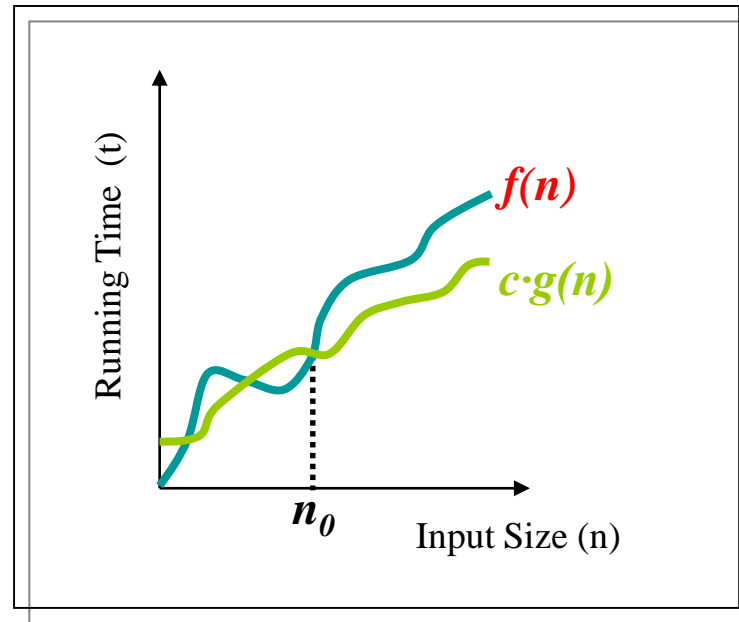 Running Time (t)
f(n)
c·g(n)
n₀
Input Size (n)